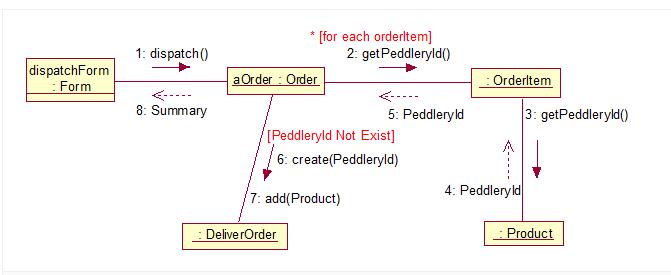 * [for each orderItem]
1: dispatch()
2: getPeddleryId()
dispatchForm
: Form
aOrder : Order
: OrderItem
8: Summary
5: PeddleryId
3: getPeddleryId()
[PeddleryId Not Exist]
6: create(PeddleryId)
4: PeddleryId
7: add(Product)
: DeliverOrder
: Product